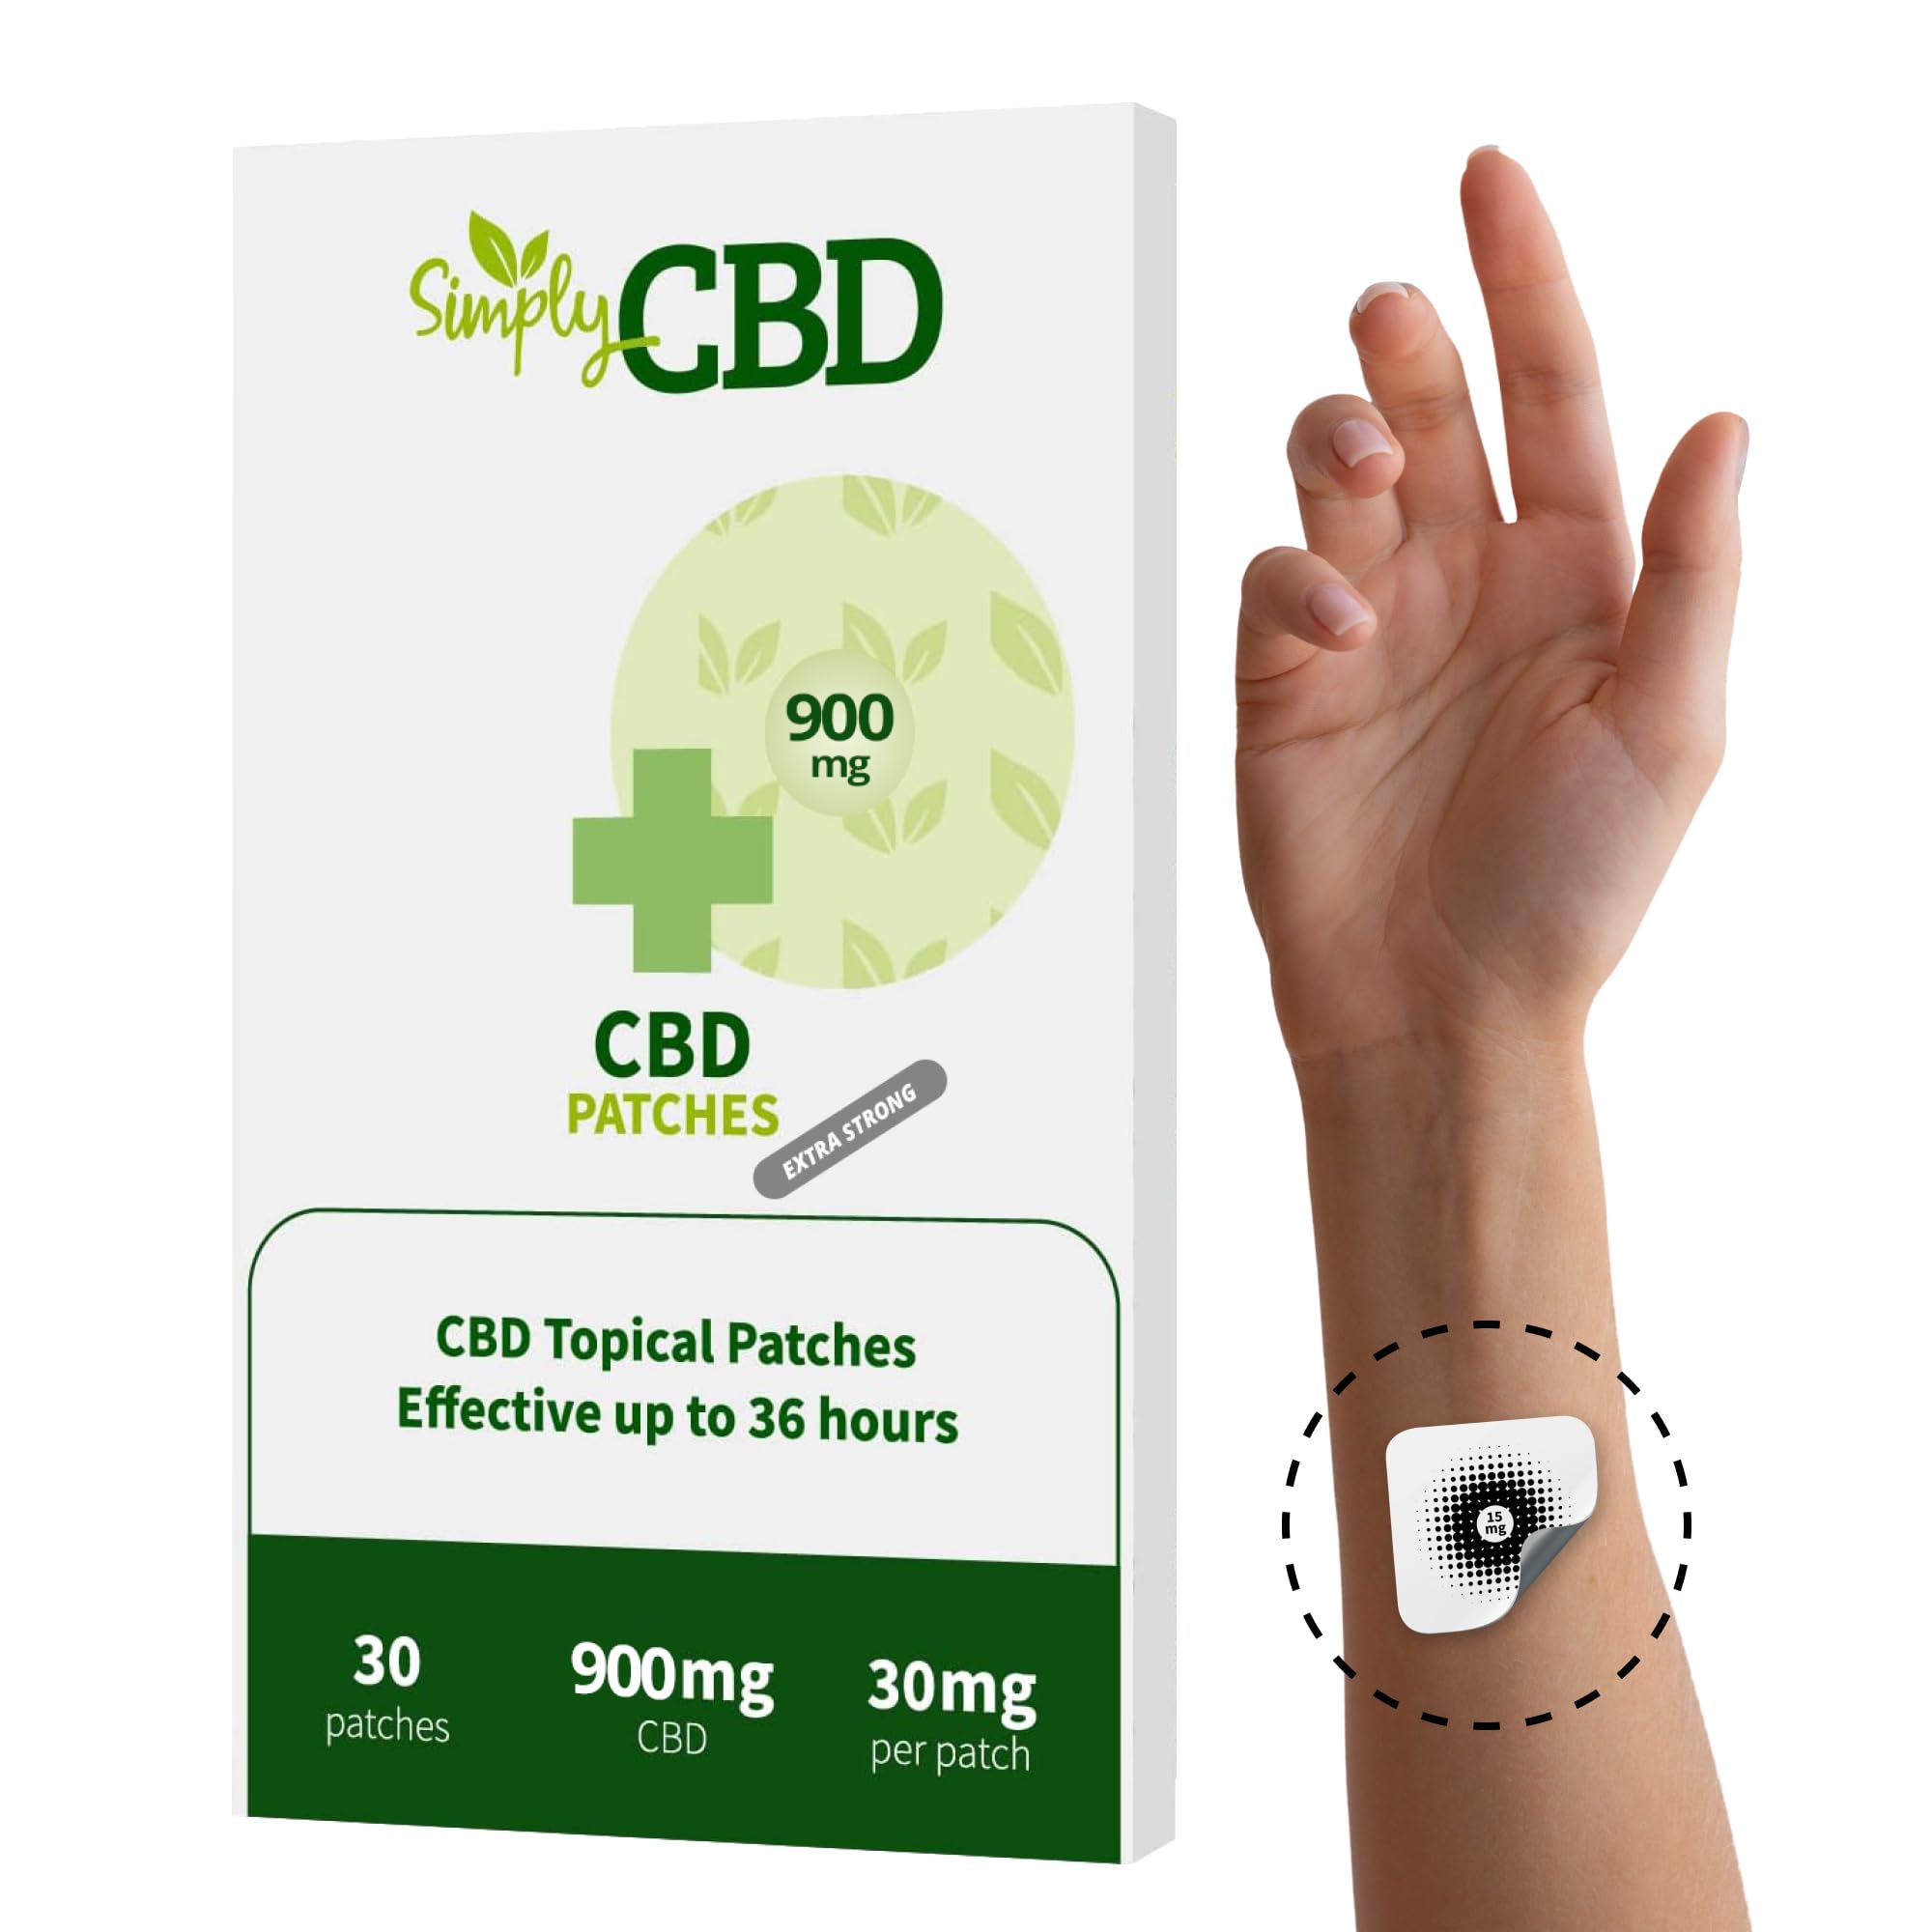 Simply CBD
900
mg
CBD
PATCHES
EXTRA STRONG
CBD Topical Patches
Effective up to 36 hours
30
patches
900mg
CBD
30mg
per patch
15
mg